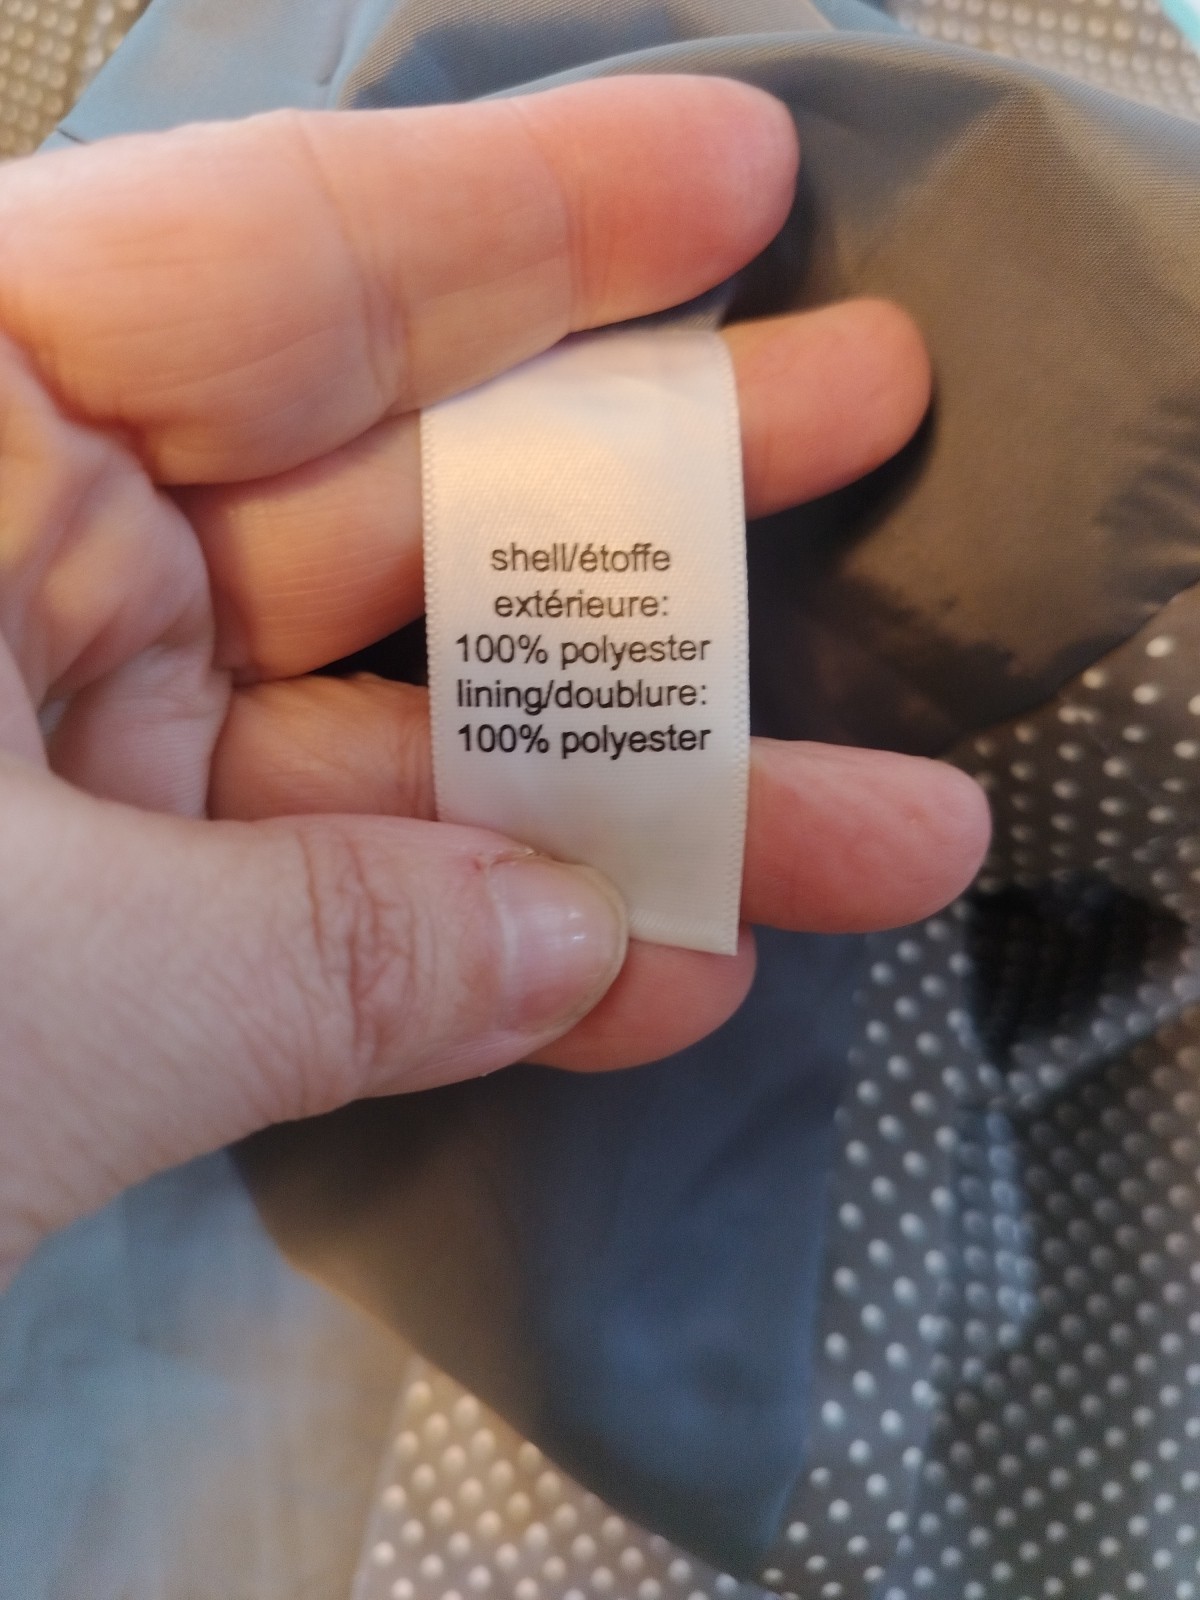 shell/étoffe
extérieure:
100% polyester
lining/doublure:
100% polyester